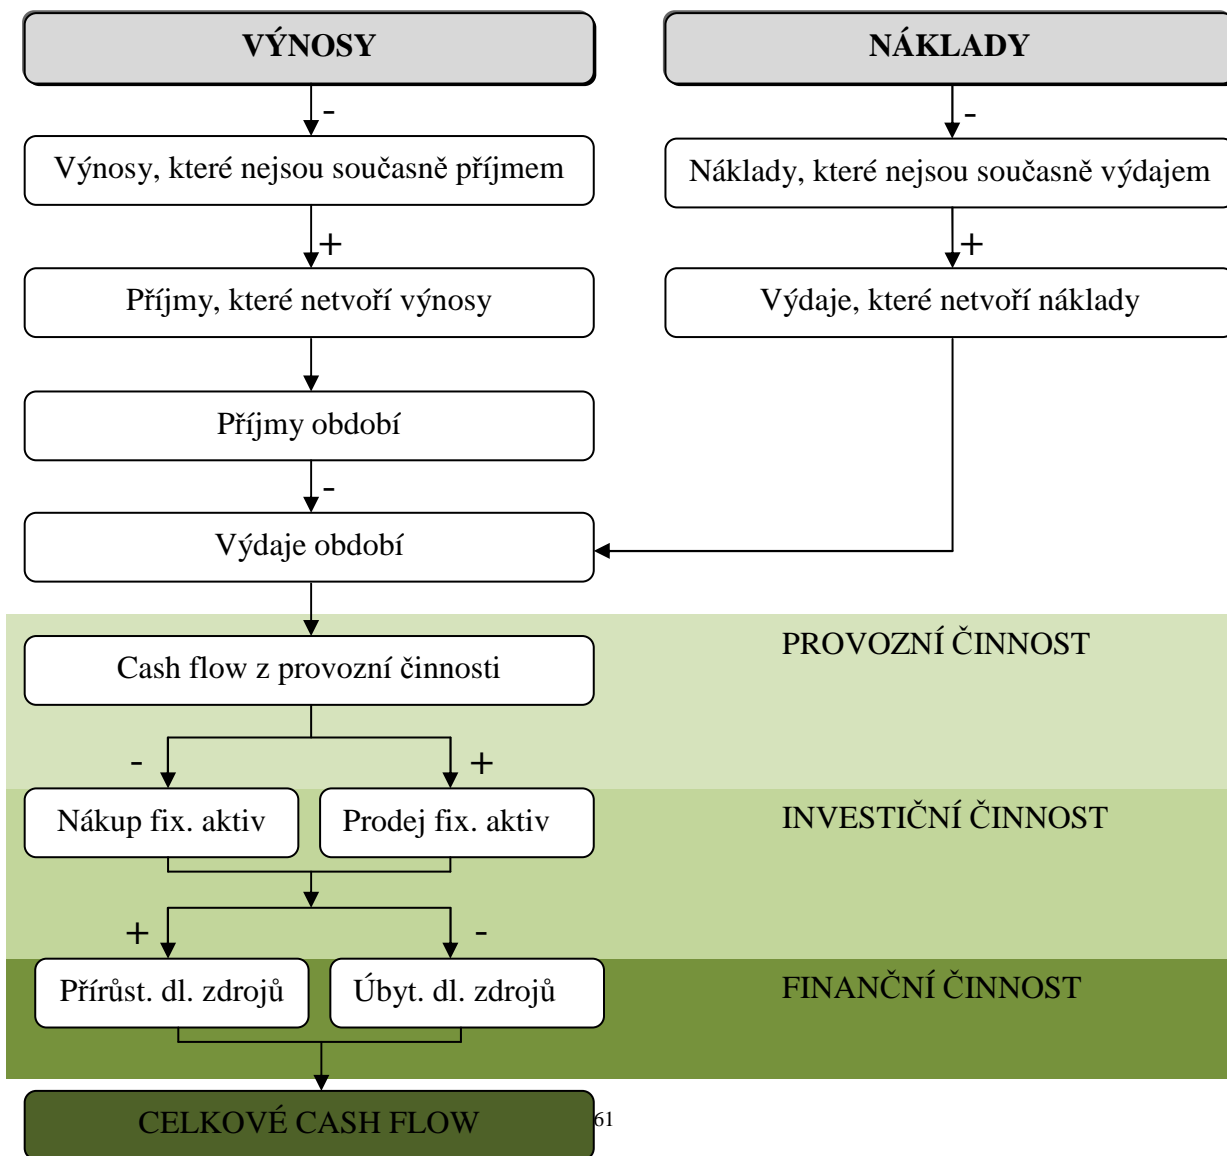 VÝNOSY
NÁKLADY
-
-
Výnosy, které nejsou současně příjmem
Náklady, které nejsou současně výdajem
+
+
Příjmy, které netvoří výnosy
Výdaje, které netvoří náklady
Příjmy období
-
Výdaje období
PROVOZNÍ ČINNOST
Cash flow z provozní činnosti
-
+
Nákup fix. aktiv
Prodej fix. aktiv
INVESTIČNÍ ČINNOST
+
-
Přírůst. dl. zdrojů
Úbyt. dl. zdrojů
FINANČNÍ ČINNOST
CELKOVÉ CASH FLOW
61